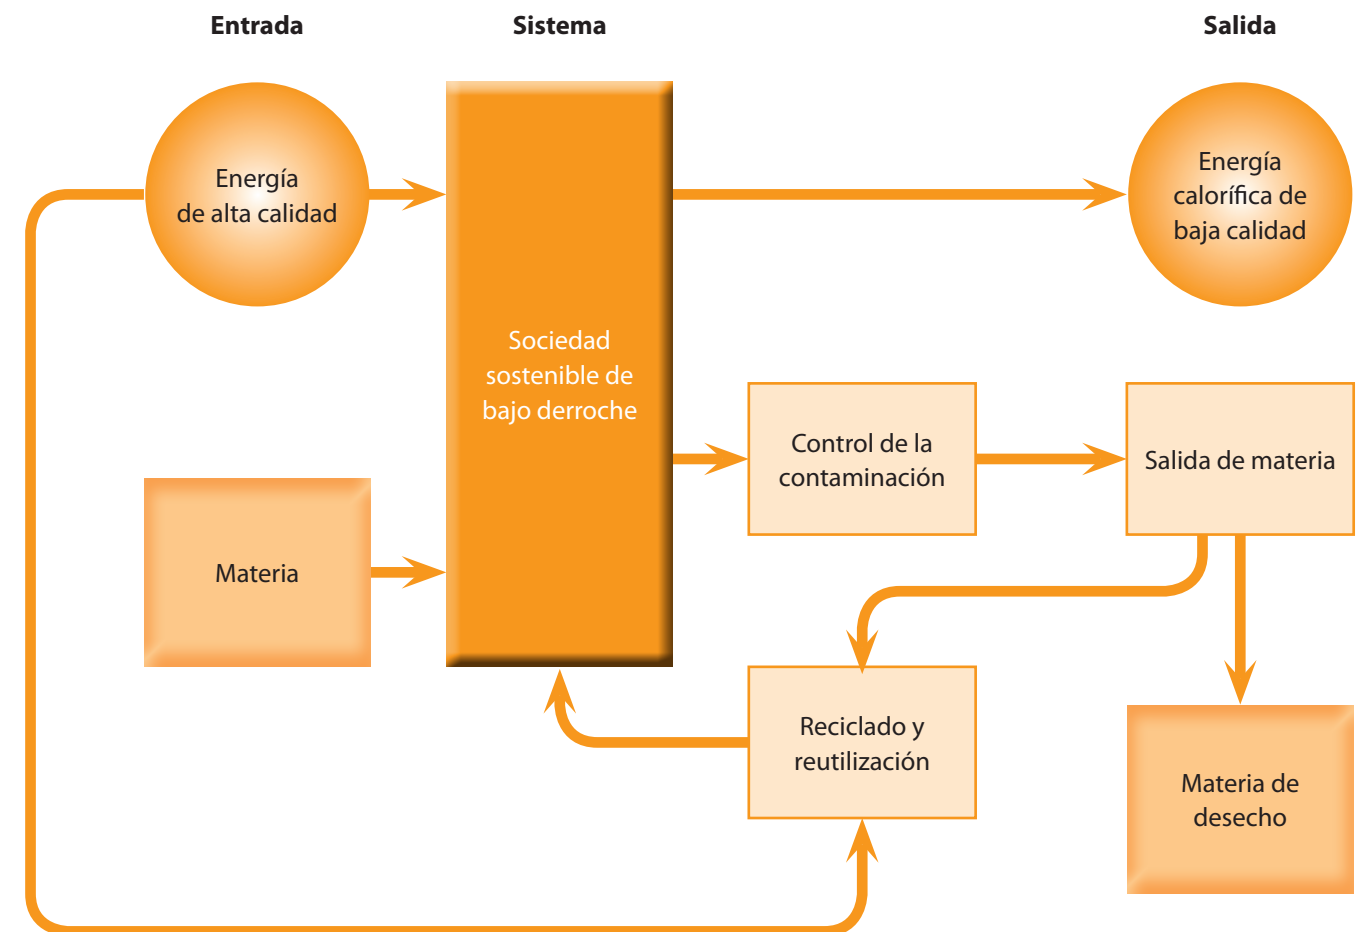 Entrada
Sistema
Salida
Energía
de alta calidad
Energía
calorífica de
baja calidad
Sociedad
sostenible de
bajo derroche
Control de la
contaminación
Salida de materia
Materia
Reciclado y
reutilización
Materia de
desecho